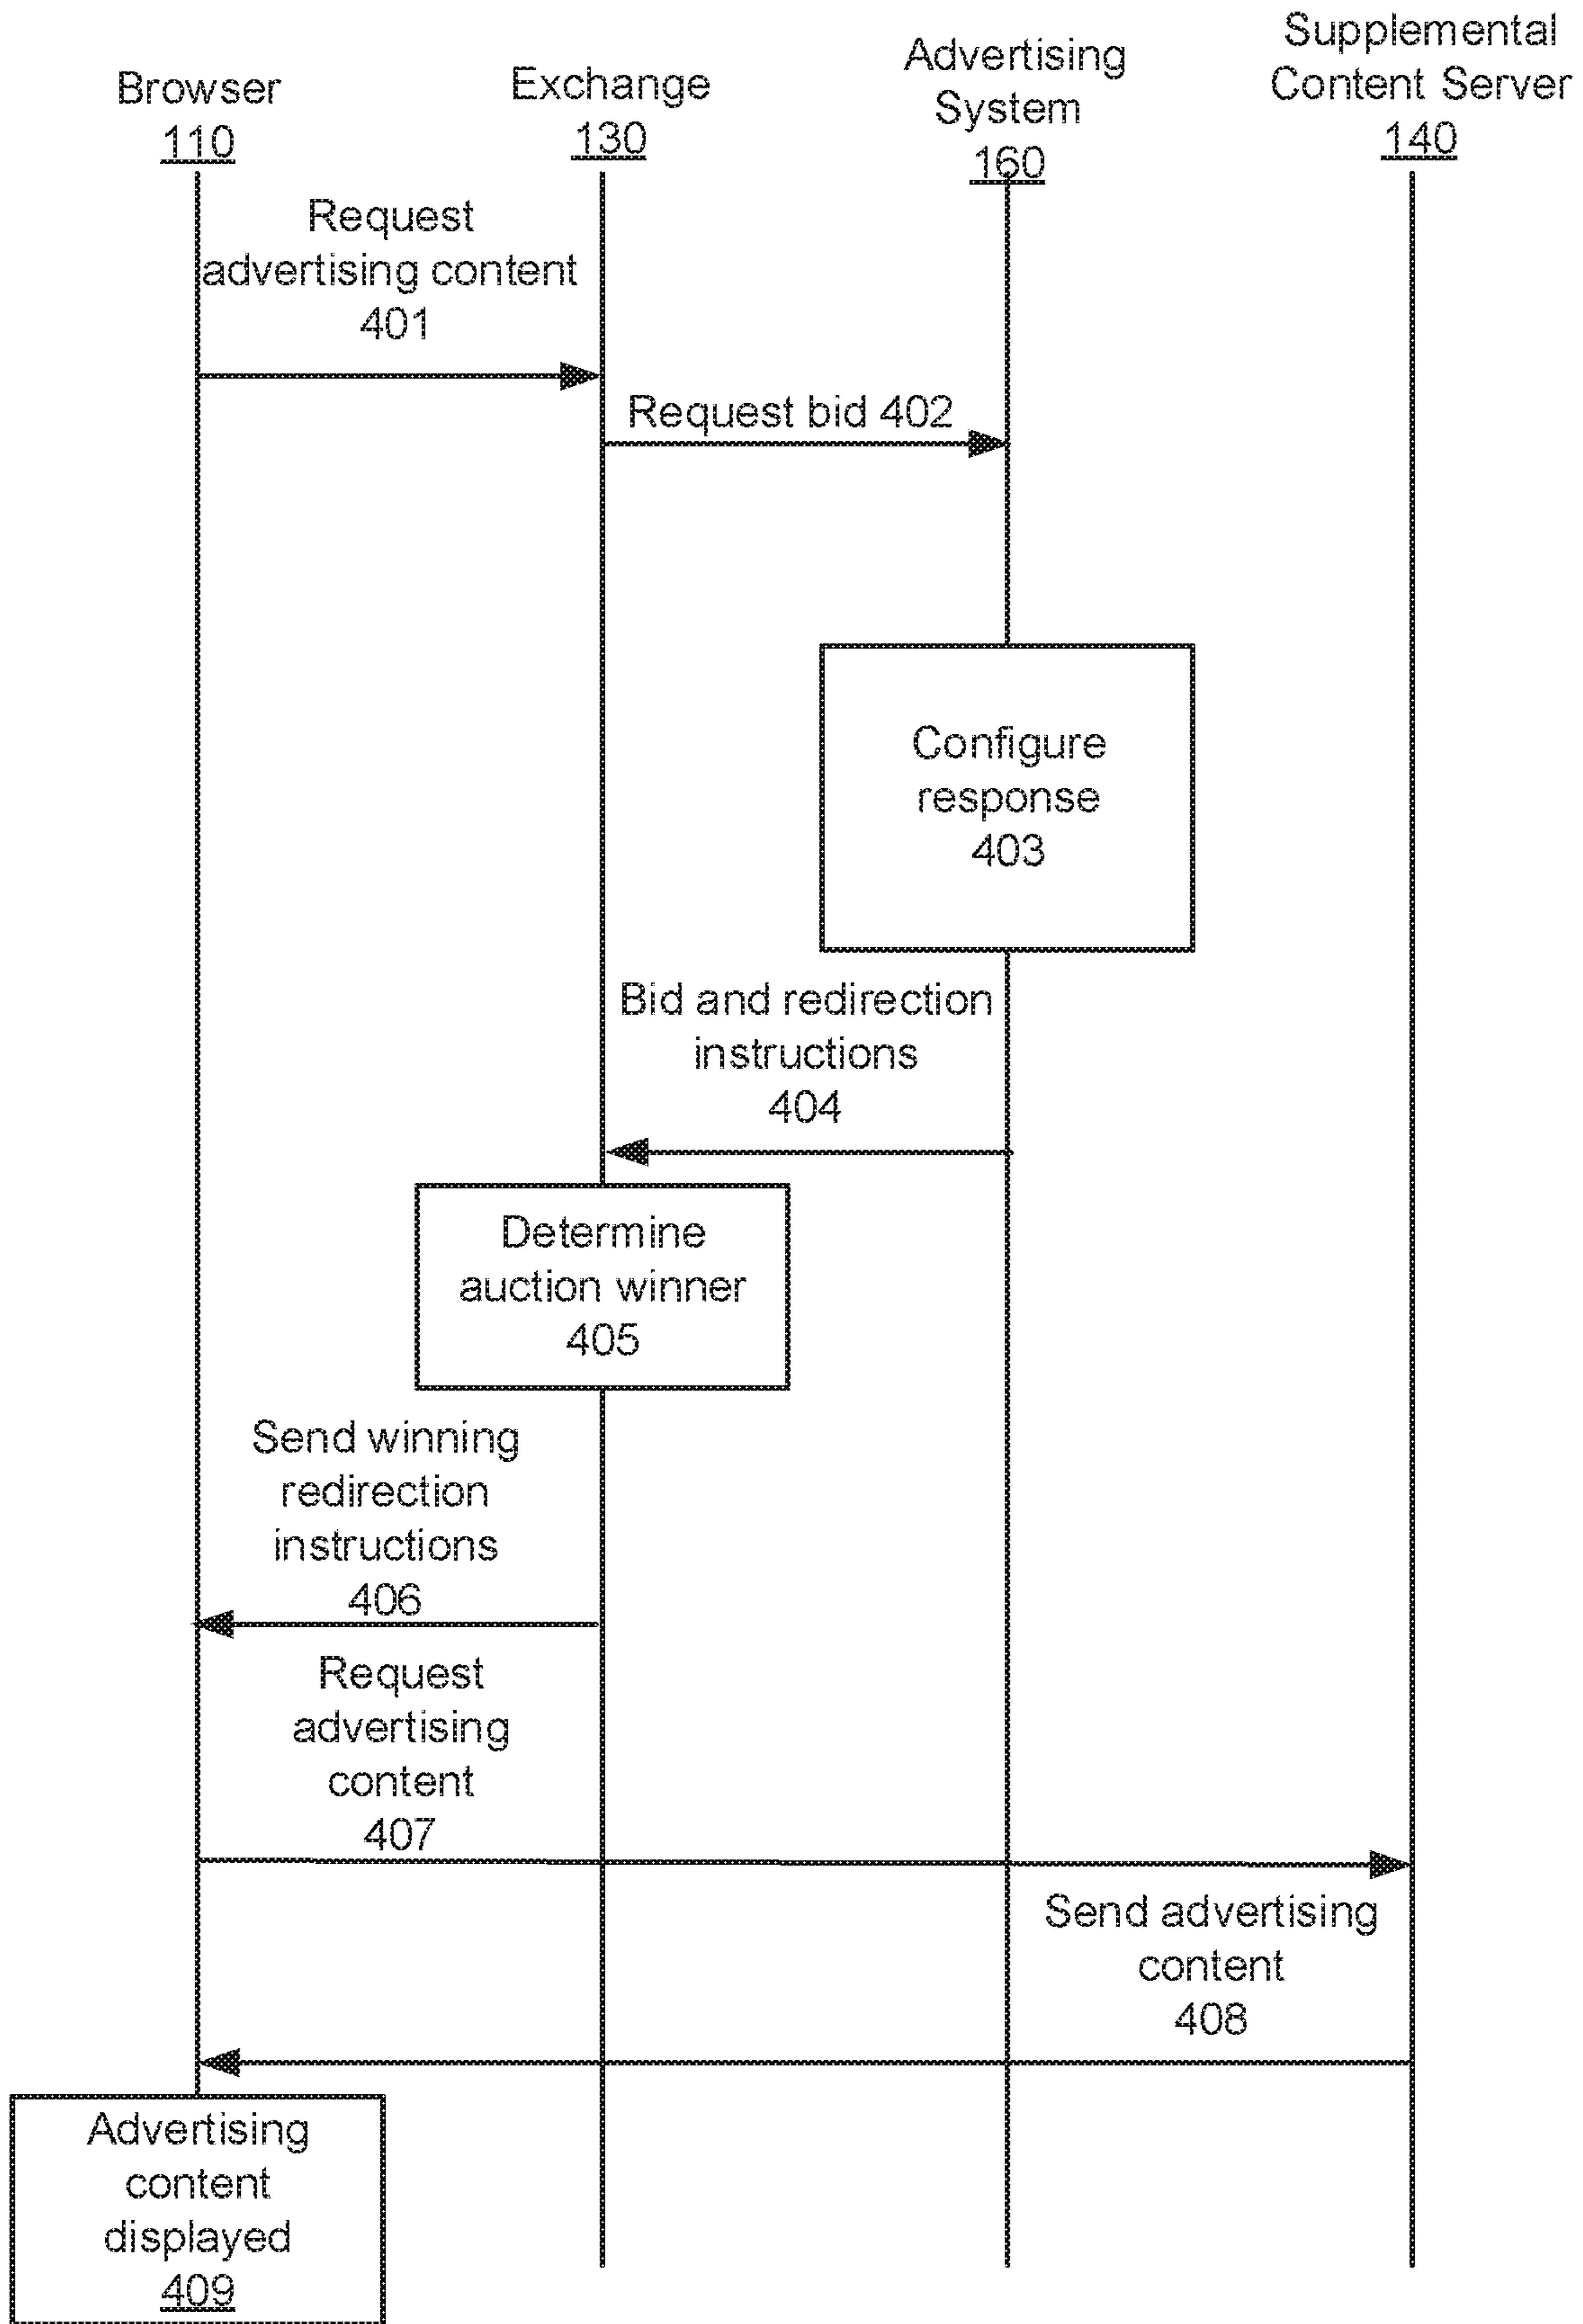 Browser
110
Exchange
130
Advertising
System
160
Supplemental
Content Server
140
Request
advertising content
401
Request bid 402
Configure
response
403
Bid and redirection
instructions
404
Determine
auction winner
405
Send winning
redirection
instructions
406
Request
advertising
content
407
Send advertising
content
408
Advertising
content
displayed
409